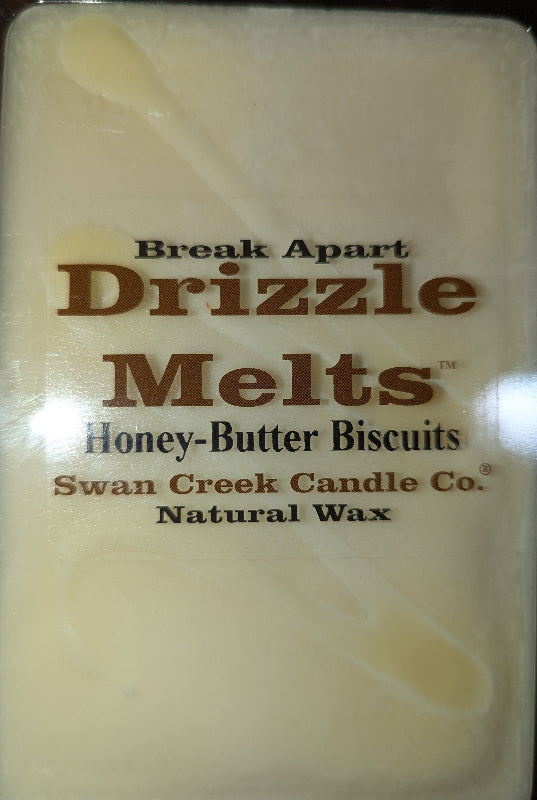 Break Apart
Drizzle
Melts™
Honey-Butter Biscuits
Swan Creek Candle Co.®
Natural Wax